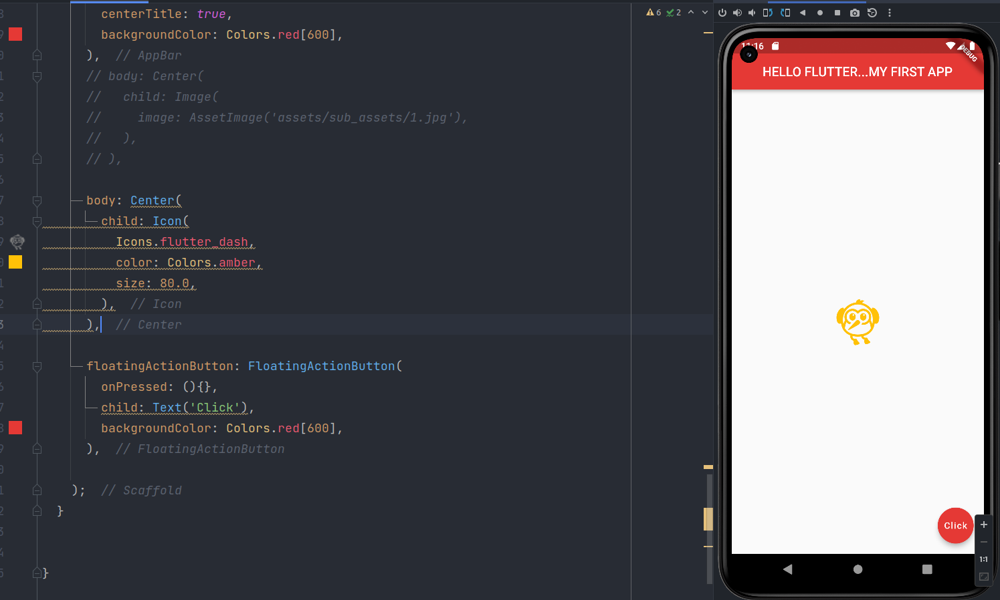 centerTitle: true,
backgroundColor: Colors.red[600],
), // AppBar
// body: Center(
//   child: Image(
//     image: AssetImage('assets/sub_assets/1.jpg'),
//   ),
// ),
body: Center(
child: Icon(
Icons.flutter_dash,
color: Colors.amber,
size: 80.0,
), // Icon
), // Center
floatingActionButton: FloatingActionButton(
onPressed: (){},
child: Text('Click'),
backgroundColor: Colors.red[600],
), // FloatingActionButton
); // Scaffold
}
}
6 2
11:16
DEBUG
HELLO FLUTTER...MY FIRST APP
Click
1:1